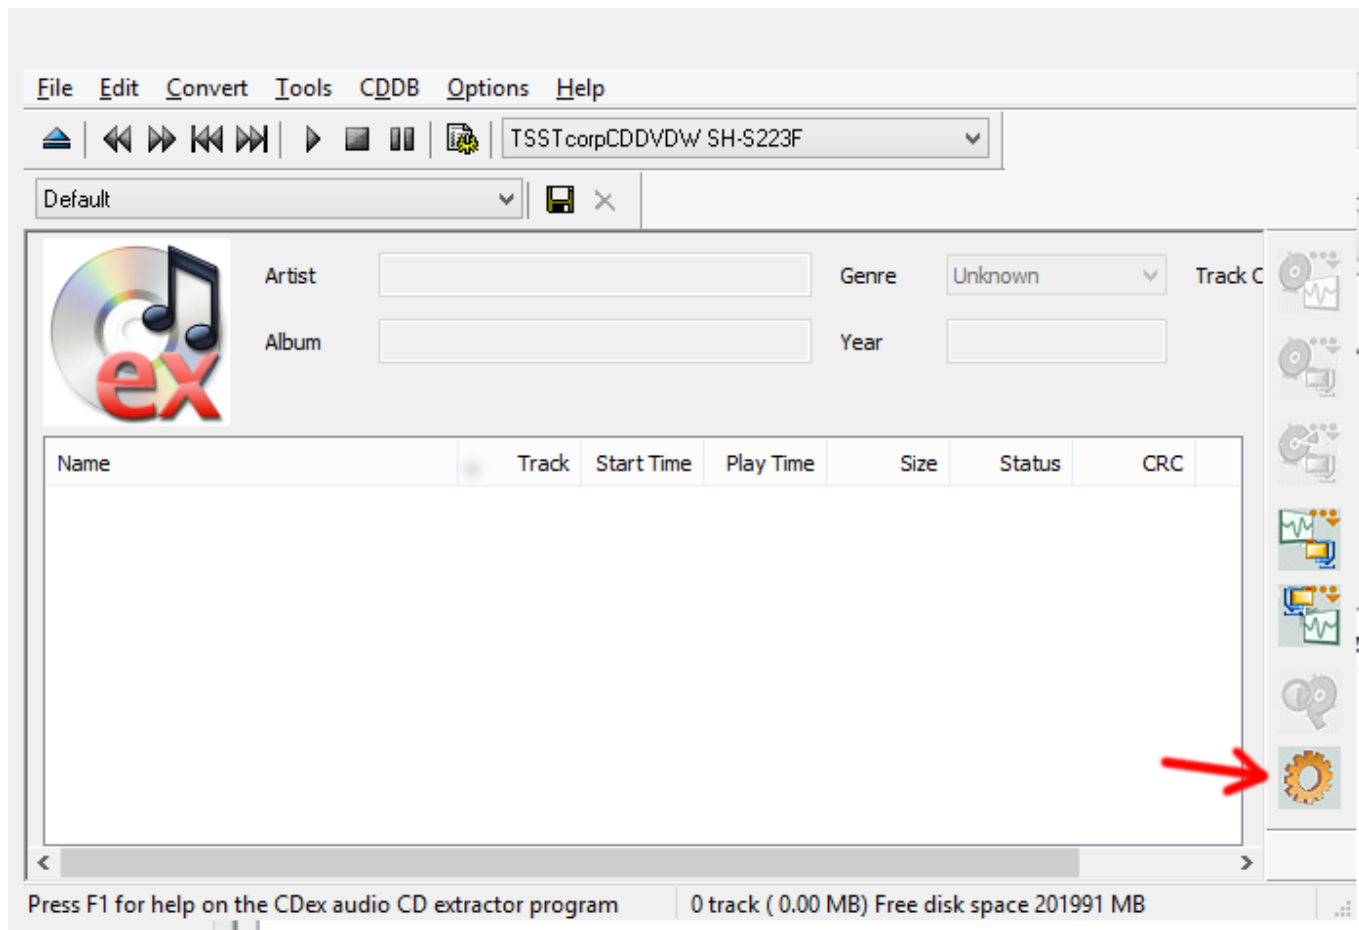 File Edit Convert Tools CDDB Options Help
TSSTcorpCDDVDW SH-S223F
Default
Artist Genre Unknown Track C
Album Year
ex
Name Track Start Time Play Time Size Status CRC
Press F1 for help on the CDex audio CD extractor program 0 track ( 0.00 MB) Free disk space 201991 MB